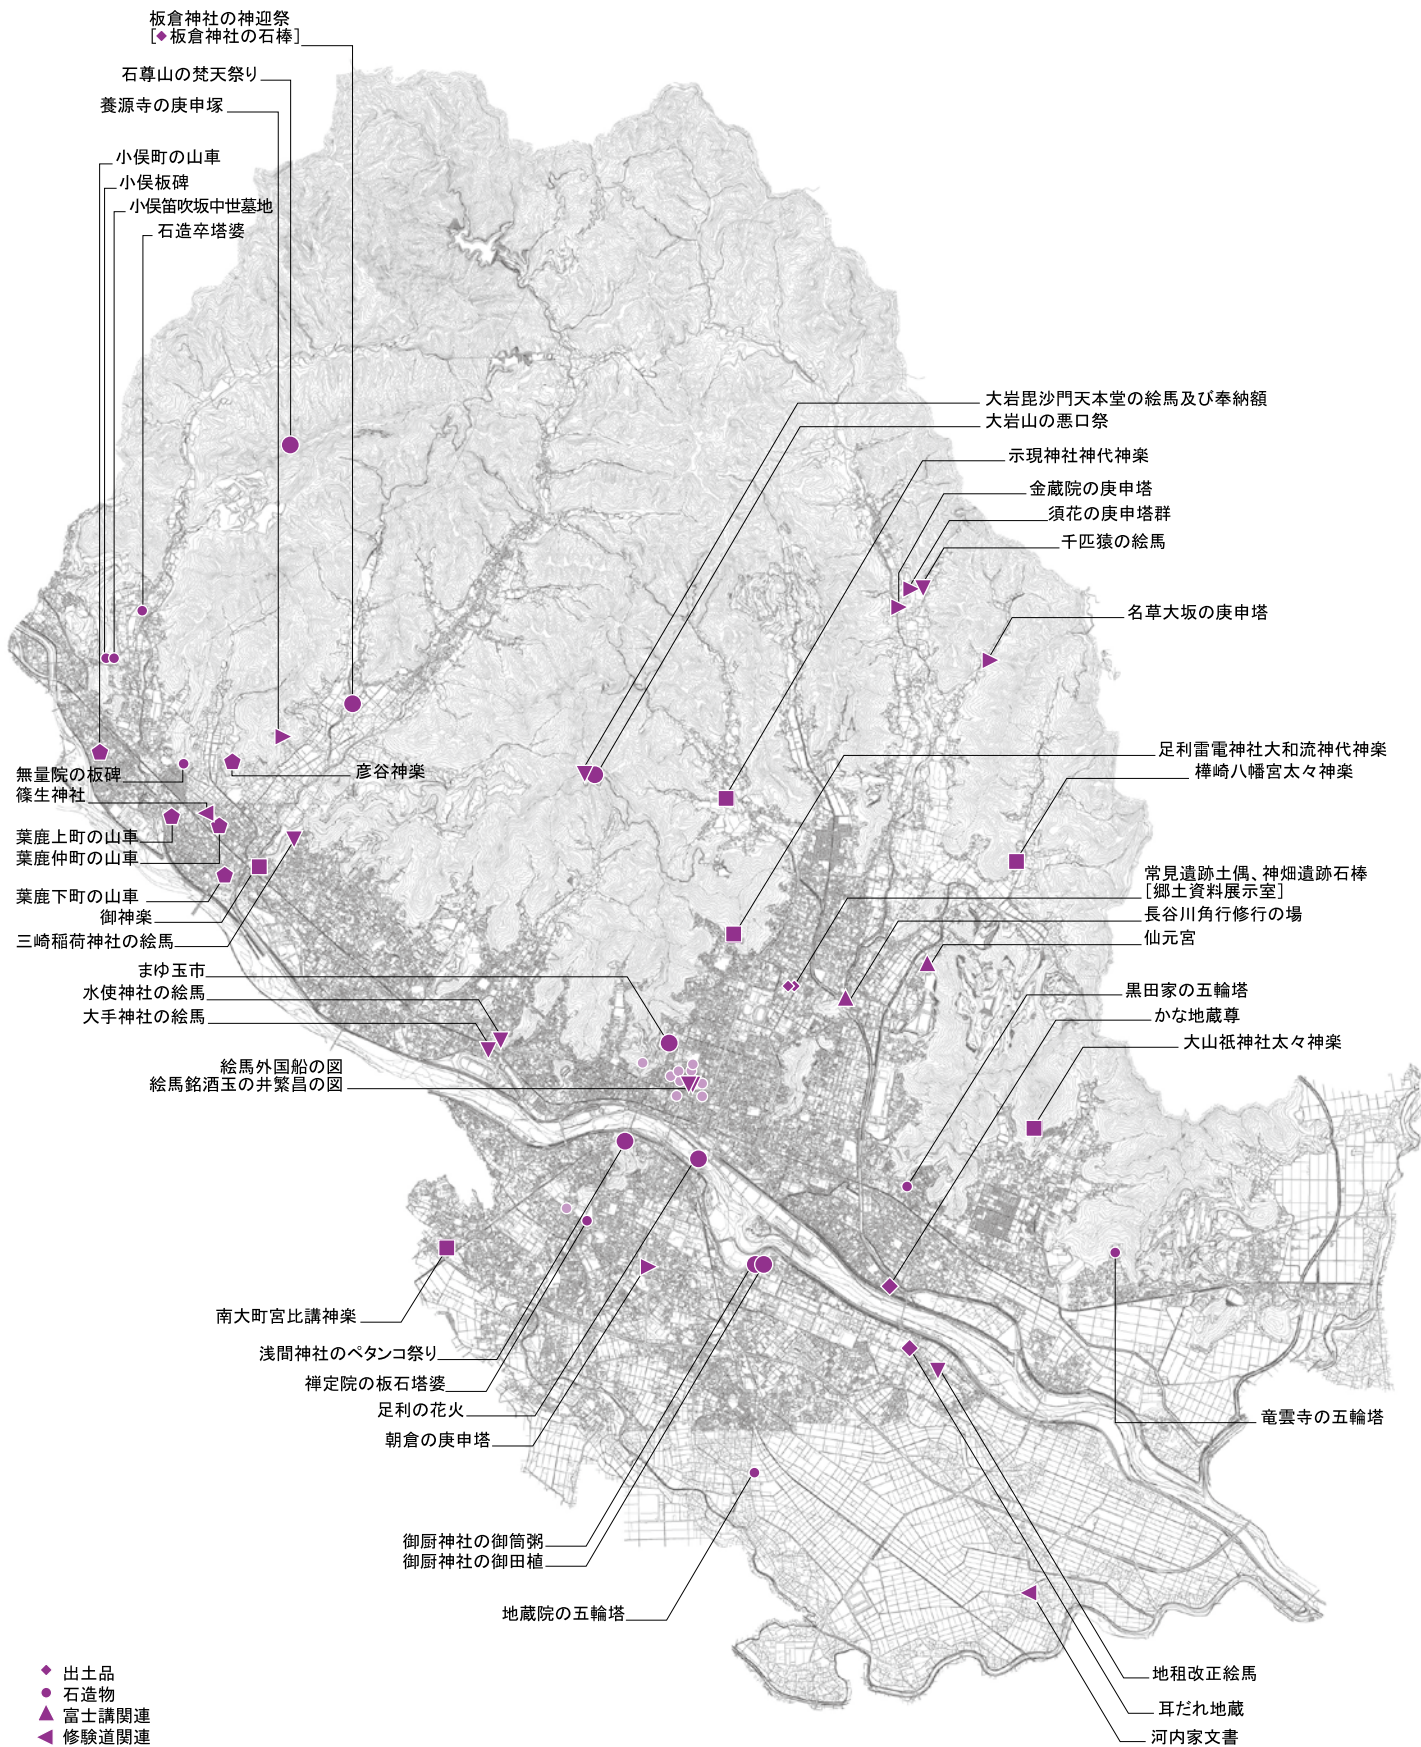 板倉神社の神迎祭
[◆板倉神社の石棒]
石尊山の梵天祭り
養源寺の庚申塚
小俣町の山車
小俣板碑
小俣笛吹坂中世墓地
石造卒塔婆
大岩毘沙門天本堂の絵馬及び奉納額
大岩山の悪口祭
示現神社神代神楽
金蔵院の庚申塔
須花の庚申塔群
千匹猿の絵馬
名草大坂の庚申塔
足利雷電神社大和流神代神楽
樺崎八幡宮太々神楽
無量院の板碑
篠生神社
彦谷神楽
葉鹿上町の山車
葉鹿仲町の山車
葉鹿下町の山車
御神楽
三崎稲荷神社の絵馬
常見遺跡土偶、神畑遺跡石棒
[郷土資料展示室]
長谷川角行修行の場
仙元宮
まゆ玉市
水使神社の絵馬
大手神社の絵馬
黒田家の五輪塔
かな地蔵尊
大山祇神社太々神楽
絵馬外国船の図
絵馬銘酒玉の井繁昌の図
南大町宮比講神楽
浅間神社のペタンコ祭り
禅定院の板石塔婆
足利の花火
朝倉の庚申塔
竜雲寺の五輪塔
御厨神社の御筒粥
御厨神社の御田植
地蔵院の五輪塔
地租改正絵馬
耳だれ地蔵
河内家文書
出土品
石造物
富士講関連
修験道関連